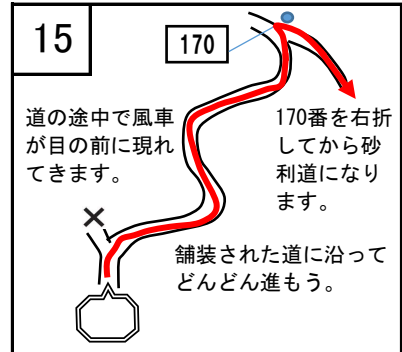 15
170
道の途中で風車
が目の前に現れ
てきます。
170番を右折
してから砂
利道になり
ます。
舗装された道に沿って
どんどん進もう。